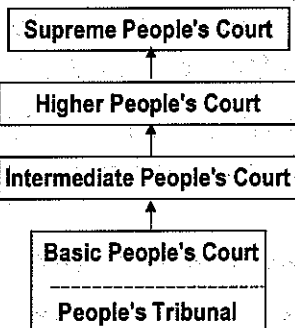 Supreme People's Court
Higher People's Court
Intermediate People's Court
Basic People's Court
People's Tribunal